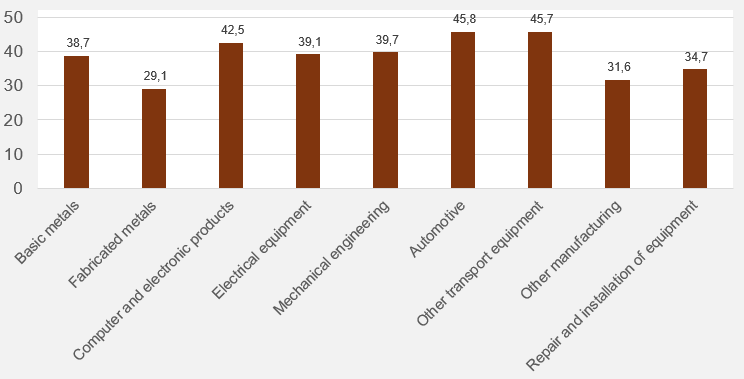 50
40
30
20
10
0
38,7
29,1
42,5
39,1
39,7
45,8
45,7
31,6
34,7
Basic metals
Fabricated metals
Computer and electronic products
Electrical equipment
Mechanical engineering
Automotive
Other transport equipment
Other manufacturing
Repair and installation of equipment